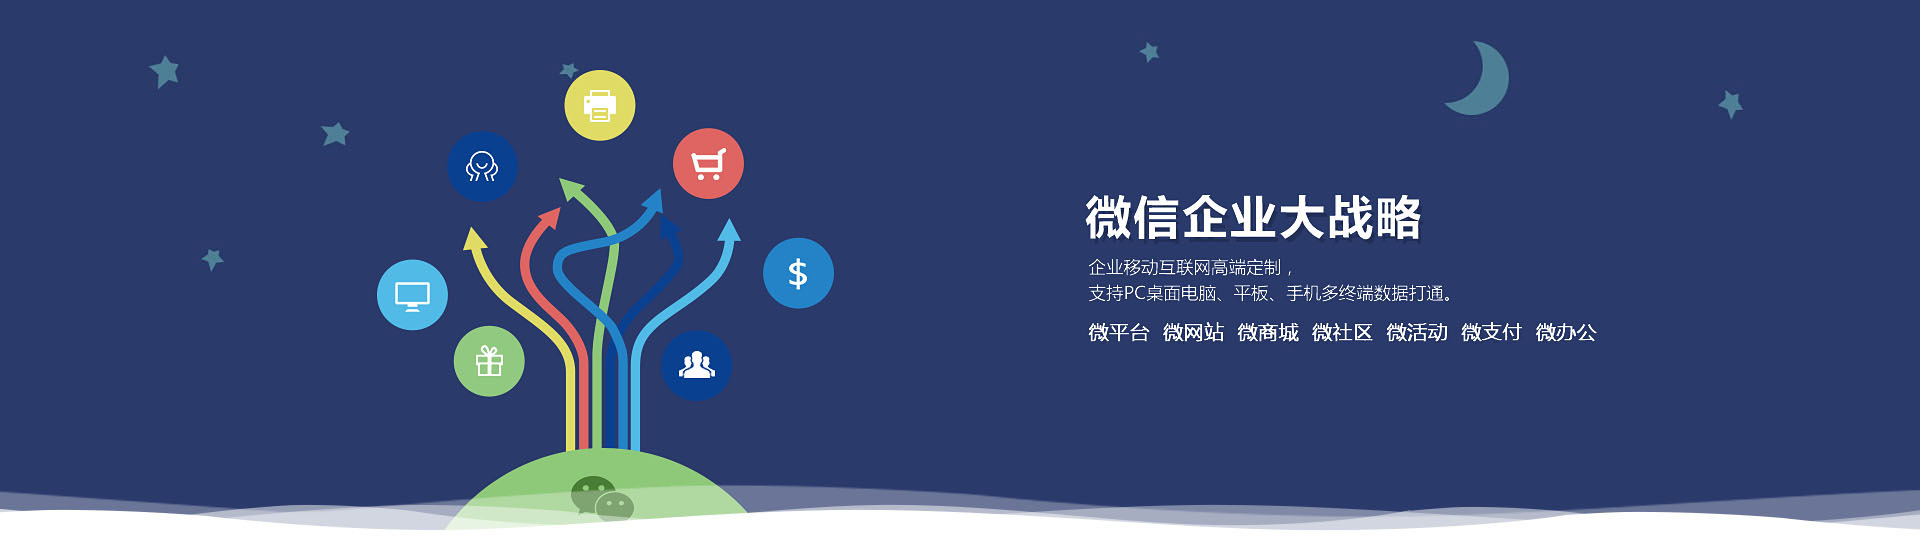 微信企业大战略
企业移动互联网高端定制，
支持PC桌面电脑、平板、手机多终端数据打通。
微平台 微网站 微商城 微社区 微活动 微支付 微办公